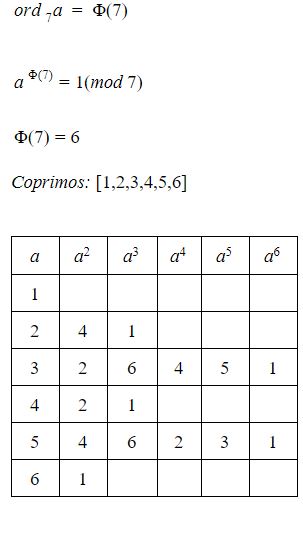 ord ₇a = Φ(7)
a ^Φ(7) = 1(mod 7)
Φ(7) = 6
Coprimos: [1,2,3,4,5,6]
a a² a³ a⁴ a⁵ a⁶
1
2 4 1
3 2 6 4 5 1
4 2 1
5 4 6 2 3 1
6 1